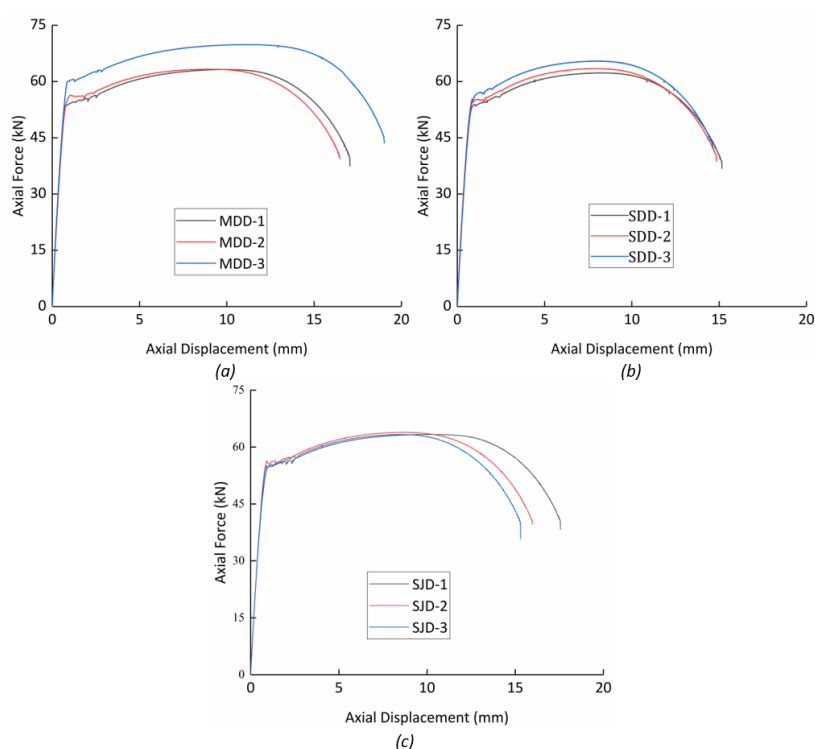 75
60
45
30
15
0
Axial Force (kN)
MDD-1
MDD-2
MDD-3
0
5
10
15
20
Axial Displacement (mm)
(a)
75
60
45
30
15
0
Axial Force (kN)
SDD-1
SDD-2
SDD-3
0
5
10
15
20
Axial Displacement (mm)
(b)
75
60
45
30
15
0
Axial Force (kN)
SJD-1
SJD-2
SJD-3
0
5
10
15
20
Axial Displacement (mm)
(c)